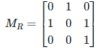 M_R = [0 1 0
1 0 1
0 0 1]